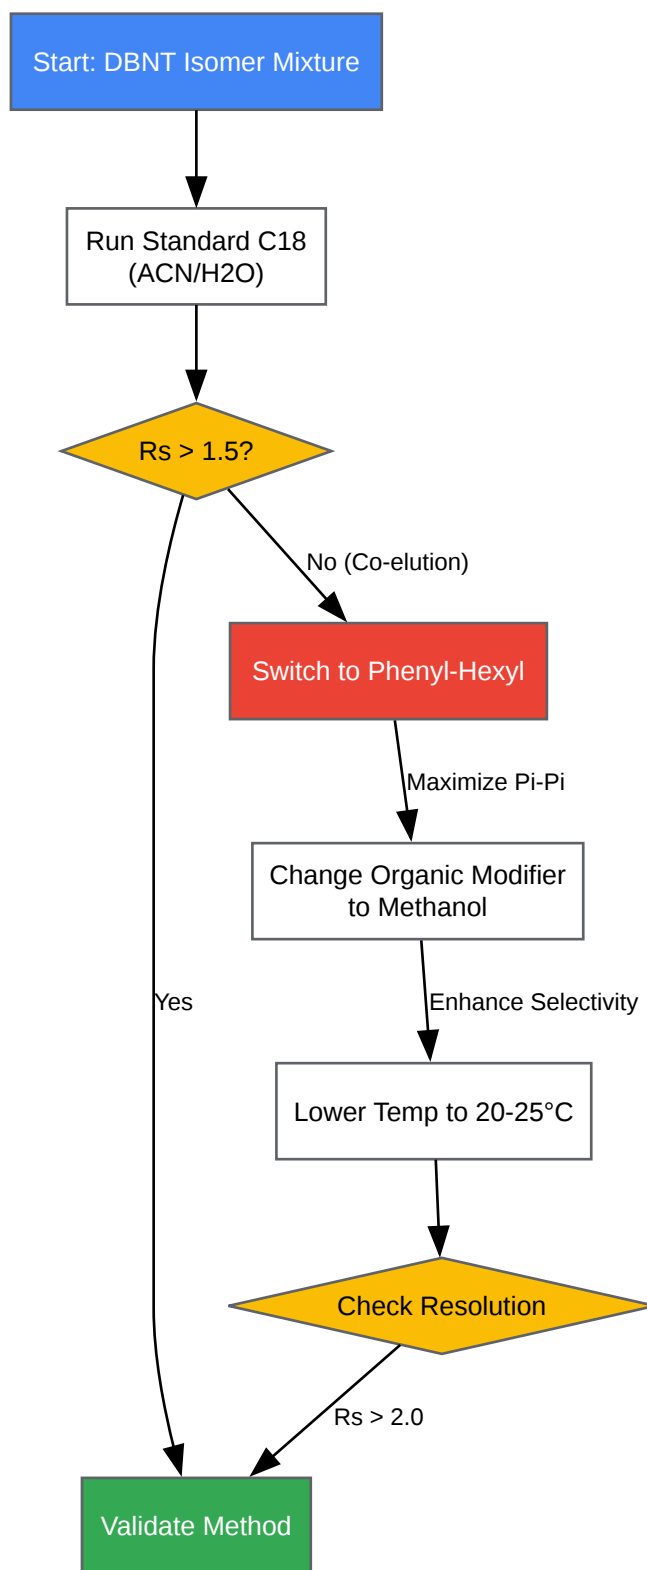 Start: DBNT Isomer Mixture
Run Standard C18
(ACN/H2O)
Rs > 1.5?
No (Co-elution)
Switch to Phenyl-Hexyl
Maximize Pi-Pi
Change Organic Modifier
to Methanol
Yes
Enhance Selectivity
Lower Temp to 20-25°C
Check Resolution
Rs > 2.0
Validate Method